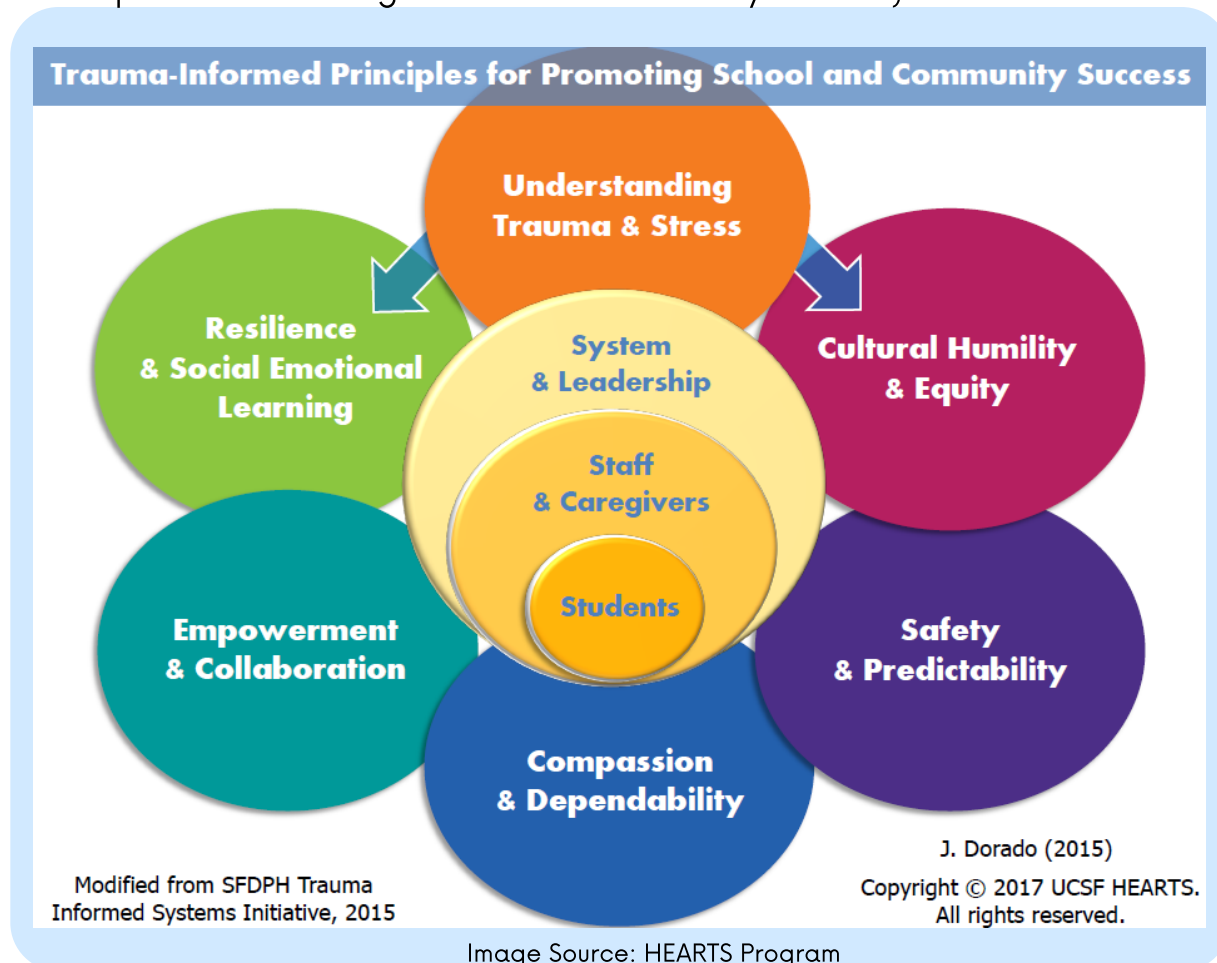 Trauma-Informed Principles for Promoting School and Community Success
Understanding
Trauma & Stress
Resilience
& Social Emotional
Learning
System
& Leadership
Cultural Humility
& Equity
Staff
& Caregivers
Students
Empowerment
& Collaboration
Safety
& Predictability
Compassion
& Dependability
J. Dorado (2015)
Modified from SFDPH Trauma
Informed Systems Initiative, 2015
Copyright © 2017 UCSF HEARTS.
All rights reserved.
Image Source: HEARTS Program